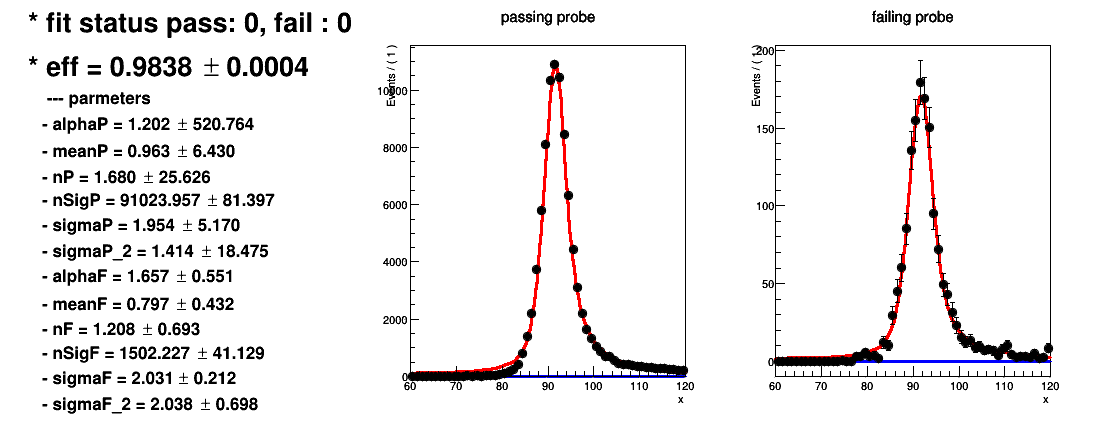 * fit status pass: 0, fail : 0
* eff = 0.9838 ± 0.0004
--- parmeters
- alphaP = 1.202 ± 520.764
- meanP = 0.963 ± 6.430
- nP = 1.680 ± 25.626
- nSigP = 91023.957 ± 81.397
- sigmaP = 1.954 ± 5.170
- sigmaP_2 = 1.414 ± 18.475
- alphaF = 1.657 ± 0.551
- meanF = 0.797 ± 0.432
- nF = 1.208 ± 0.693
- nSigF = 1502.227 ± 41.129
- sigmaF = 2.031 ± 0.212
- sigmaF_2 = 2.038 ± 0.698
passing probe
Events / ( 1 )
10000
8000
6000
4000
2000
0
60 70 80 90 100 110 120
x
failing probe
Events / (
200
150
100
50
0
60 70 80 90 100 110 120
x